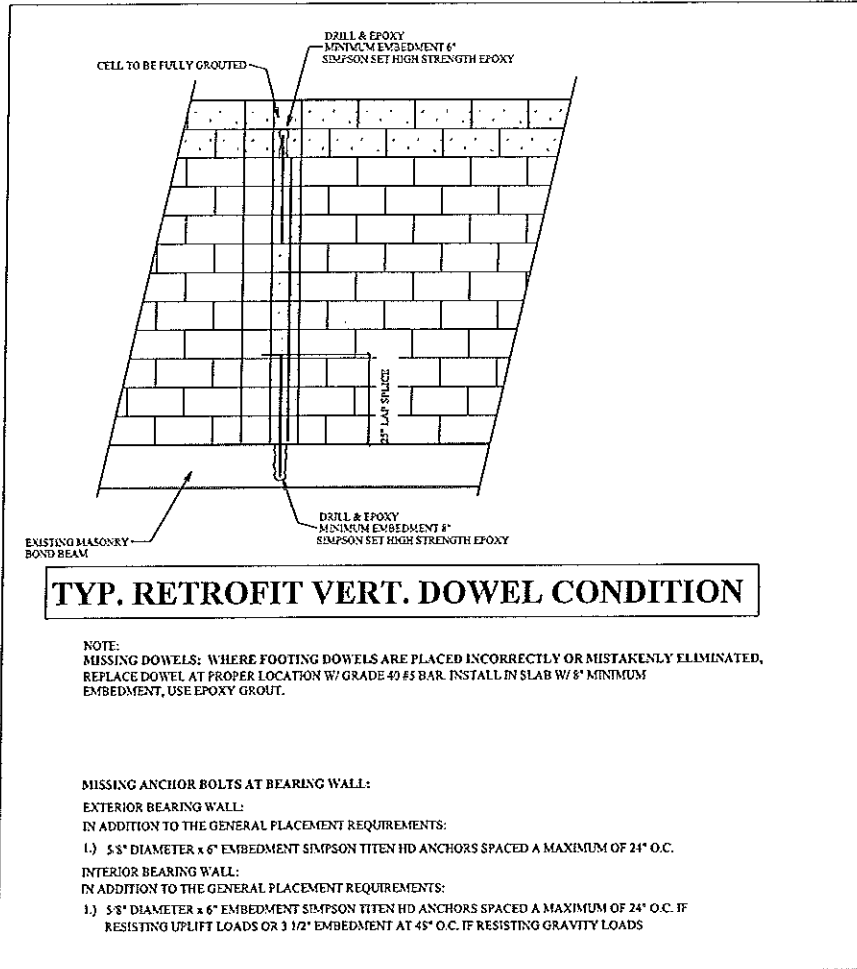 DRILL & EPOXY
MINIMUM EMBEDMENT 6"
SIMPSON SET HIGH STRENGTH EPOXY
CELL TO BE FULLY GROUTED
25" LAP SPLICE
DRILL & EPOXY
MINIMUM EMBEDMENT 8"
SIMPSON SET HIGH STRENGTH EPOXY
EXISTING MASONRY
BOND BEAM
TYP. RETROFIT VERT. DOWEL CONDITION
NOTE:
MISSING DOWELS: WHERE FOOTING DOWELS ARE PLACED INCORRECTLY OR MISTAKENLY ELIMINATED,
REPLACE DOWEL AT PROPER LOCATION W/ GRADE 40 #5 BAR. INSTALL IN SLAB W/ 8" MINIMUM
EMBEDMENT, USE EPOXY GROUT.
MISSING ANCHOR BOLTS AT BEARING WALL:
EXTERIOR BEARING WALL:
IN ADDITION TO THE GENERAL PLACEMENT REQUIREMENTS:
1.) 5/8" DIAMETER x 6" EMBEDMENT SIMPSON TITEN HD ANCHORS SPACED A MAXIMUM OF 24" O.C.
INTERIOR BEARING WALL:
IN ADDITION TO THE GENERAL PLACEMENT REQUIREMENTS:
1.) 5/8" DIAMETER x 6" EMBEDMENT SIMPSON TITEN HD ANCHORS SPACED A MAXIMUM OF 24" O.C. IF
RESISTING UPLIFT LOADS OR 3 1/2" EMBEDMENT AT 48" O.C. IF RESISTING GRAVITY LOADS